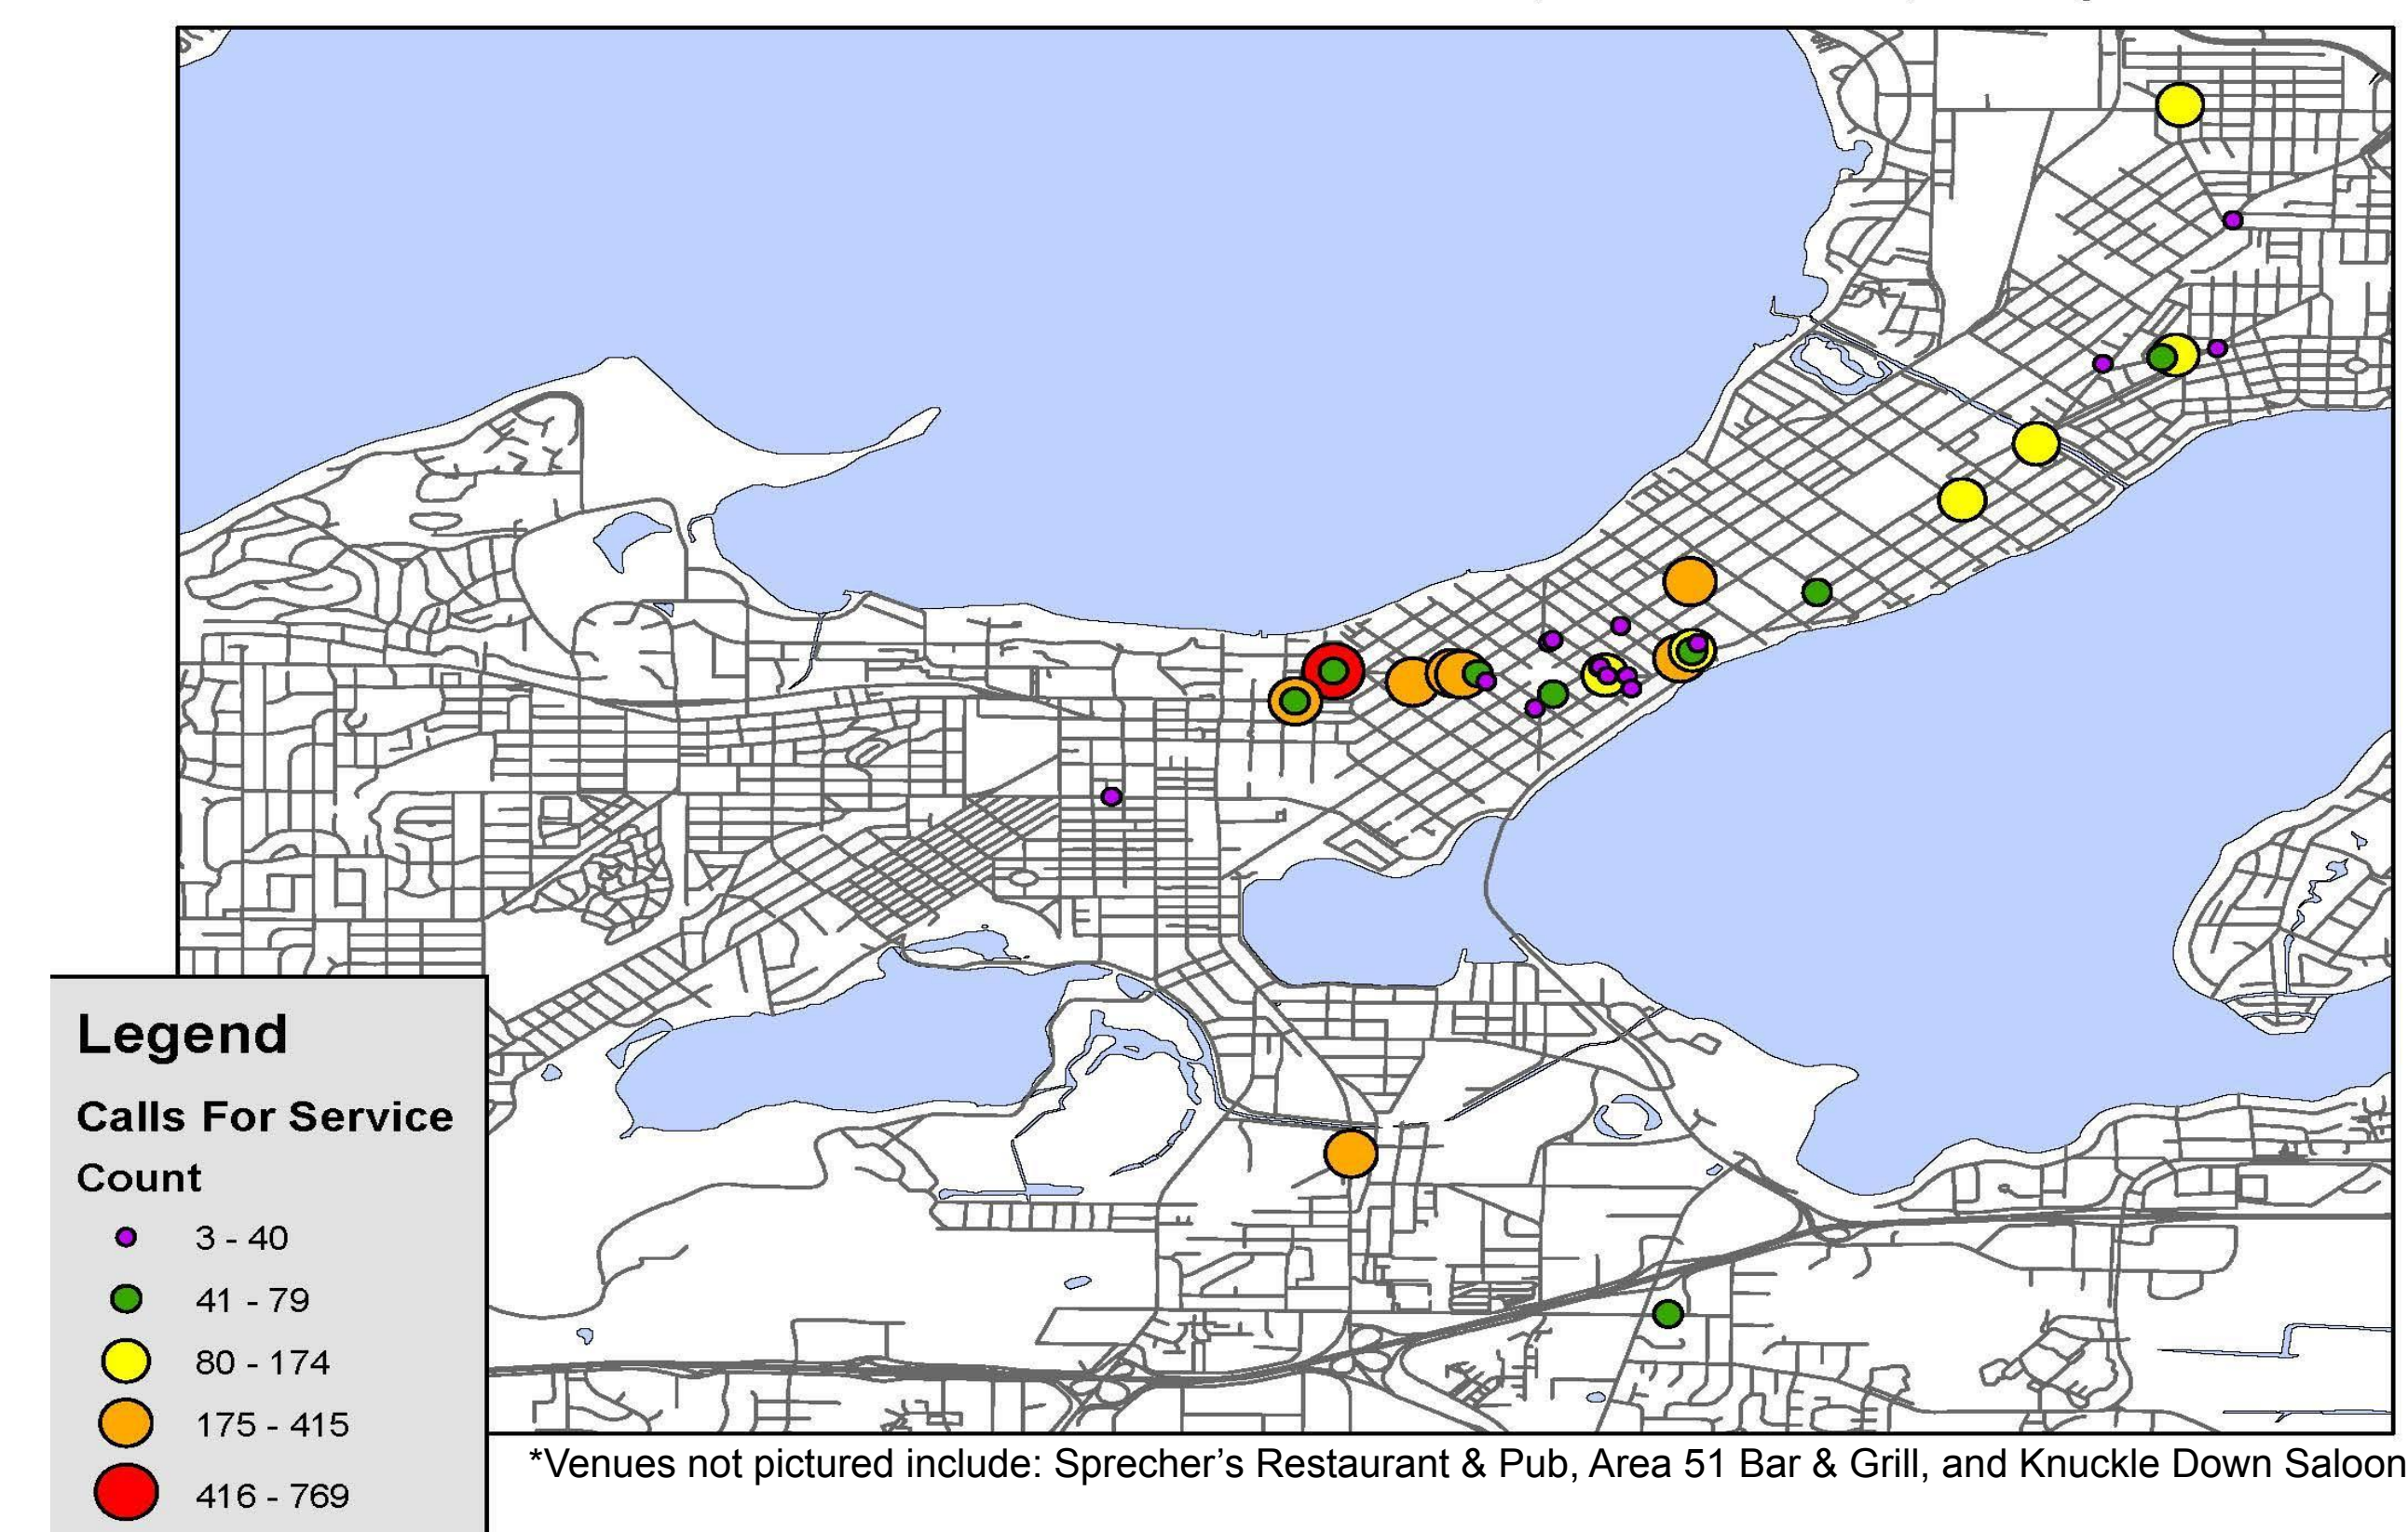 Legend
Calls For Service
Count
3 - 40
41 - 79
80 - 174
175 - 415
416 - 769
*Venues not pictured include: Sprecher’s Restaurant & Pub, Area 51 Bar & Grill, and Knuckle Down Saloon